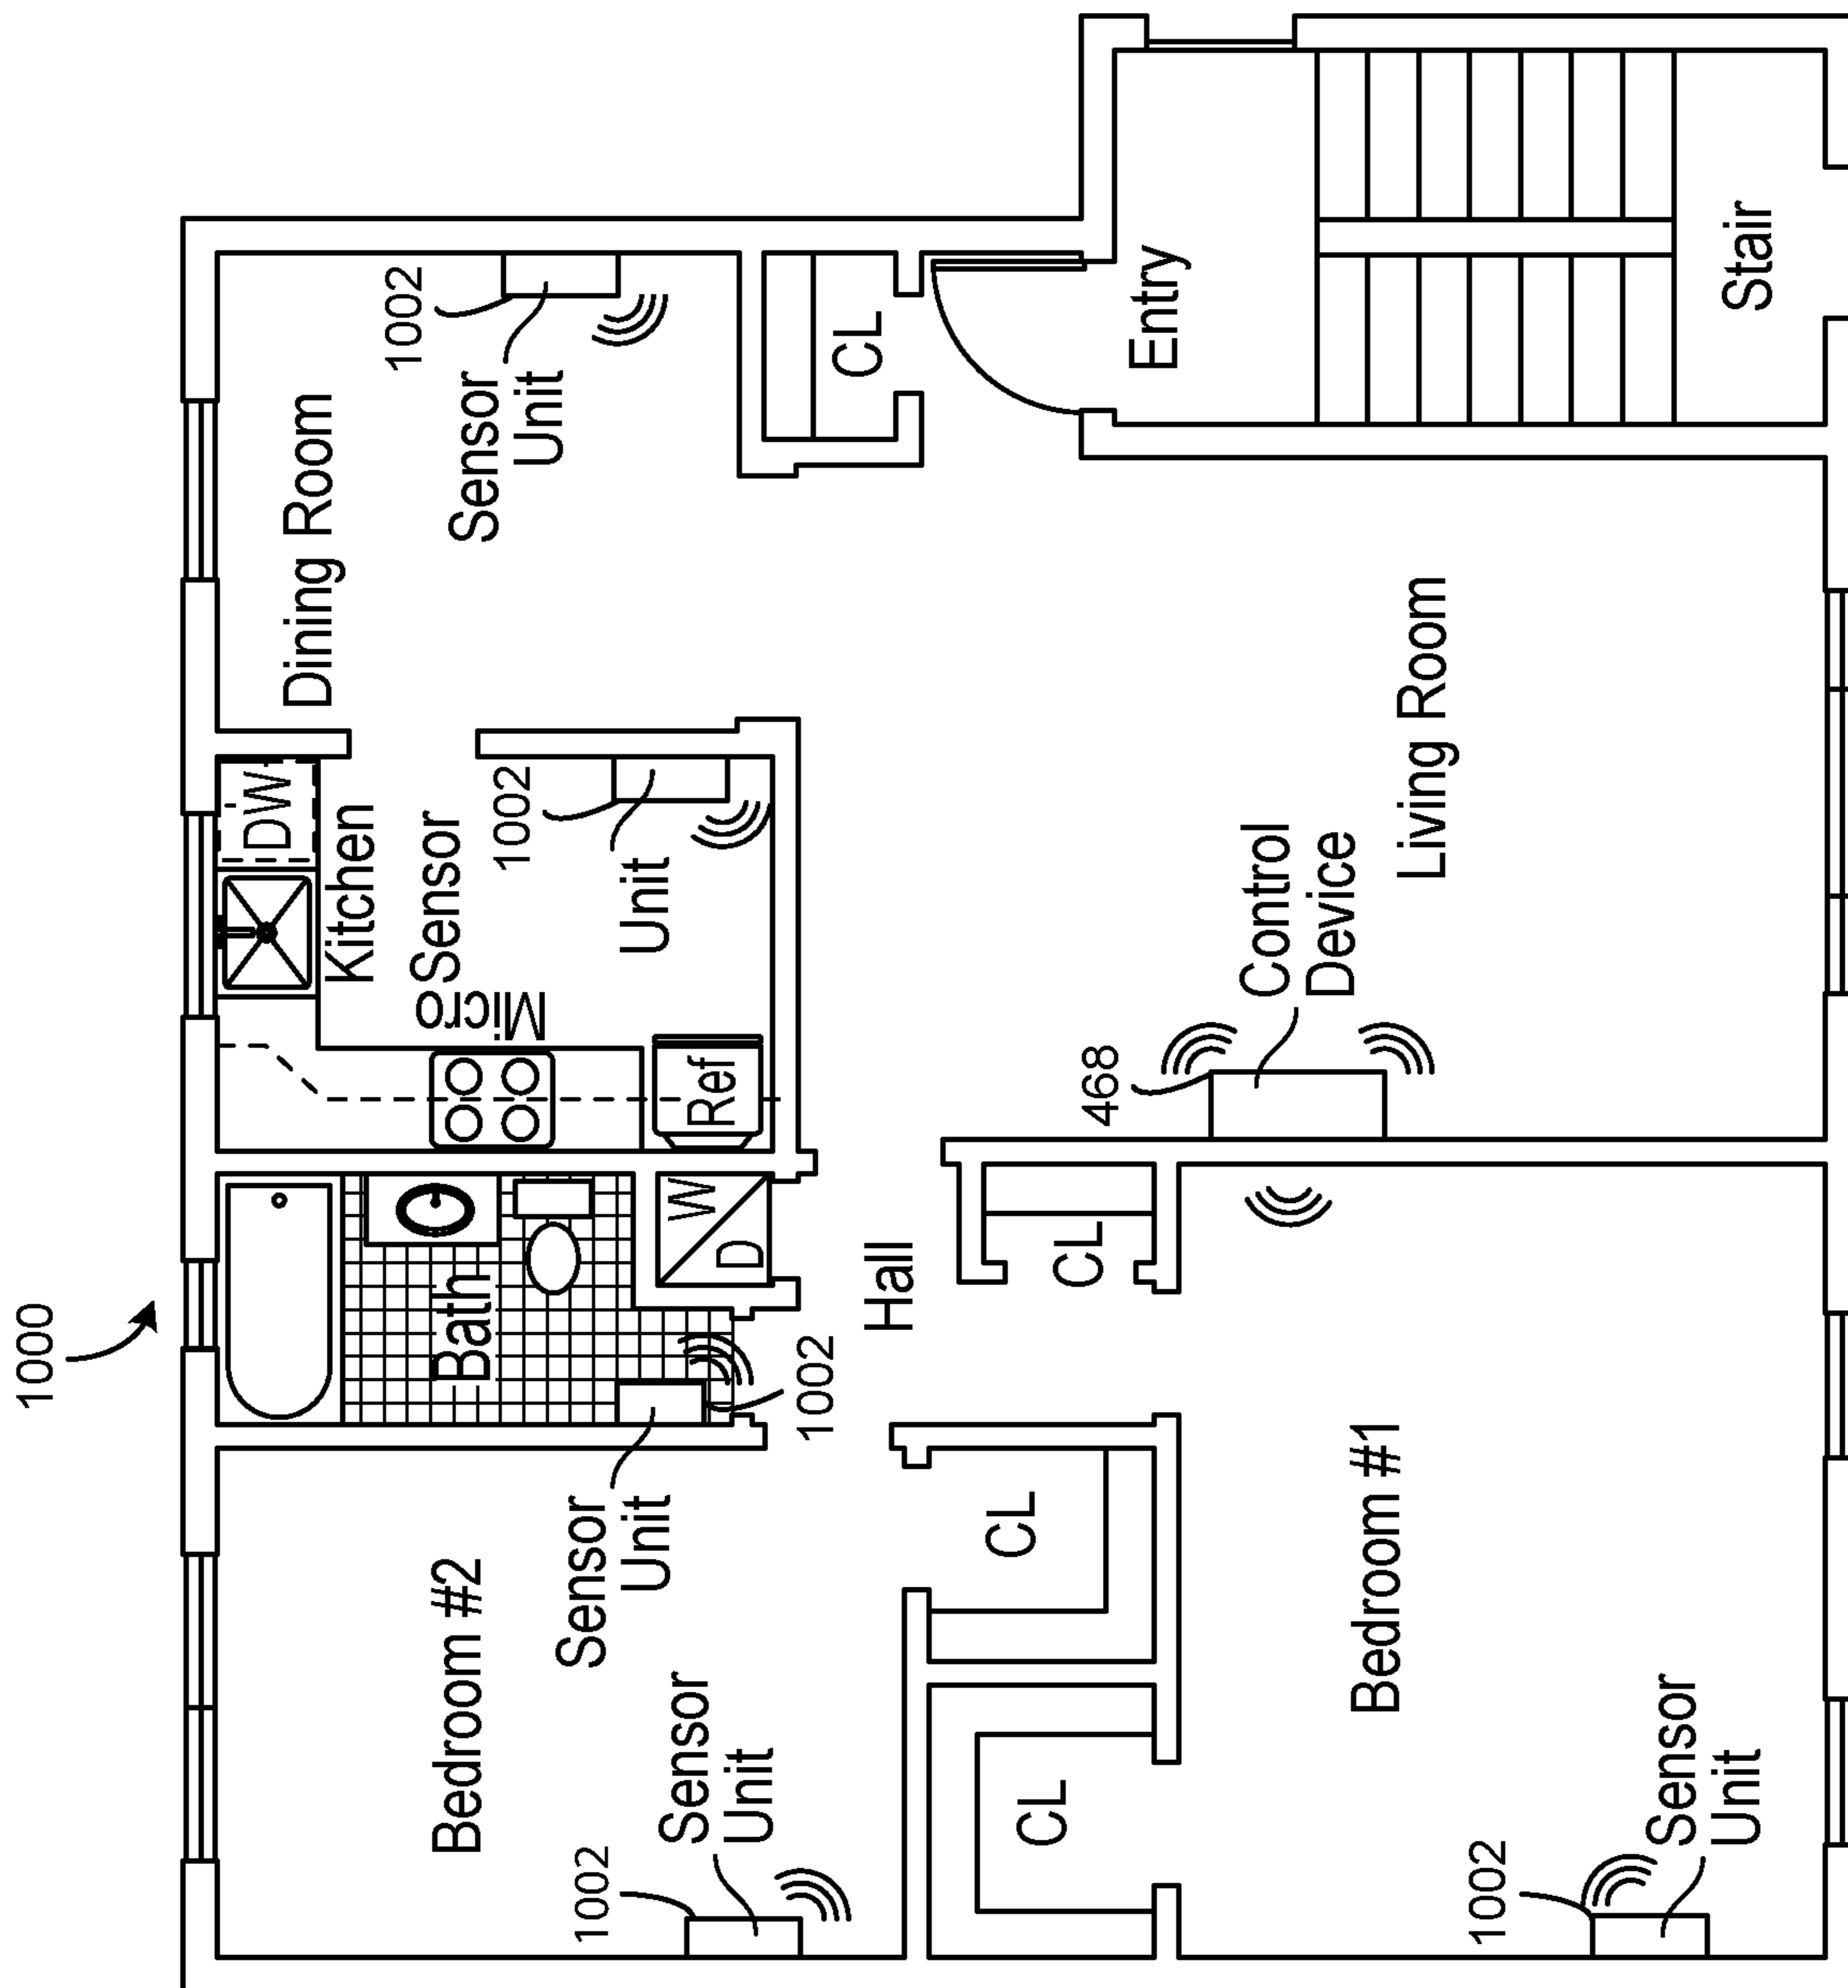 1000
Dining Room
1002
Sensor
Unit
DW
Kitchen
Sensor
Unit
1002
Micro
Ref
CL
Entry
Stair
Bath
W
D
1002
Sensor
Unit
Hall
Living Room
Control
Device
468
CL
Bedroom #2
1002
Sensor
Unit
CL
CL
Bedroom #1
1002
Sensor
Unit